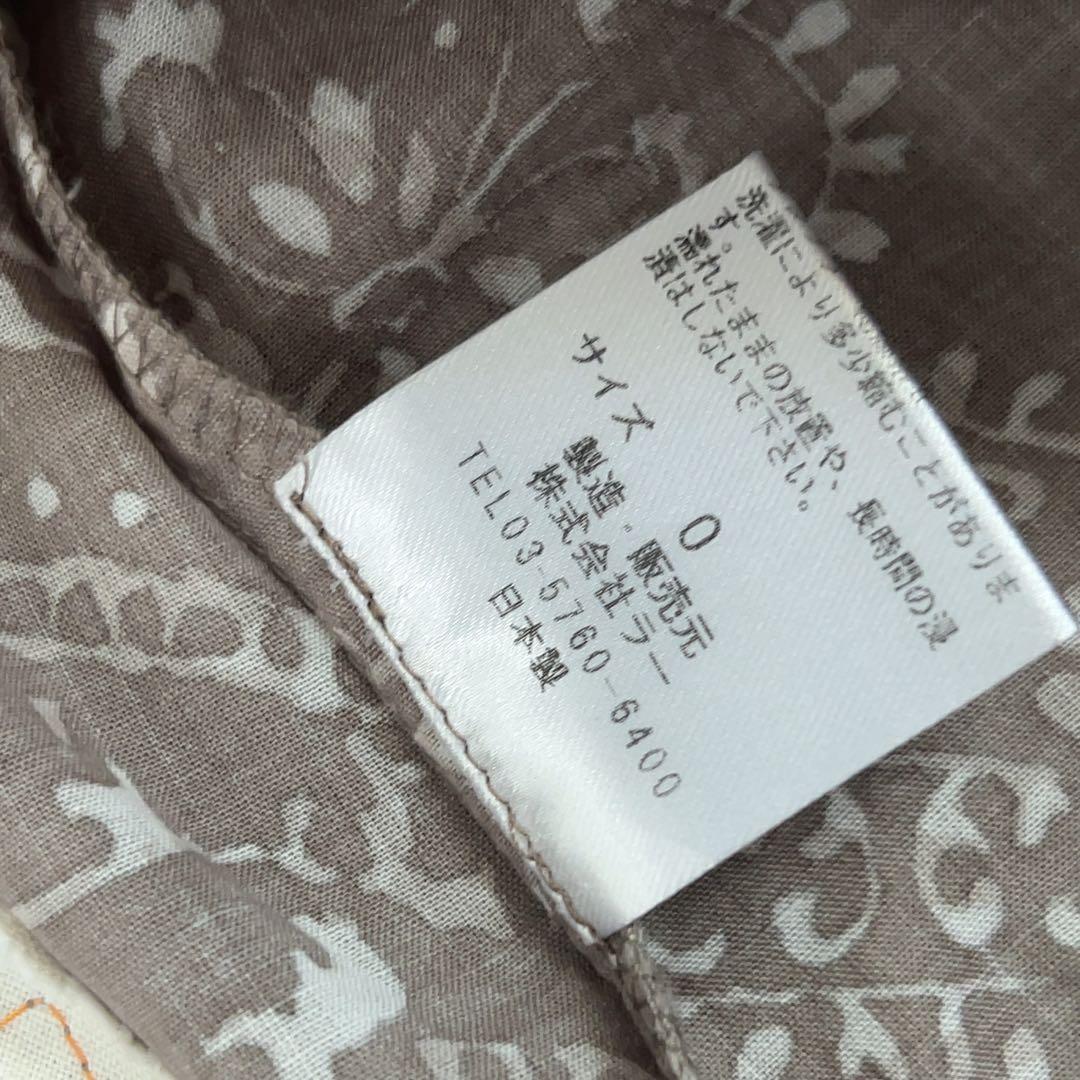 洗濯により多少縮むことがありま
す。
濡れたままの放置や、長時間の浸
漬はしないで下さい。
サイズ 0
製造・販売元
株式会社ラー
TEL03-5760-6400
日本製